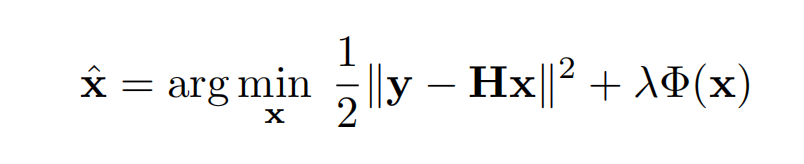 x̂ = arg min_x 1/2 ‖y − Hx‖² + λΦ(x)